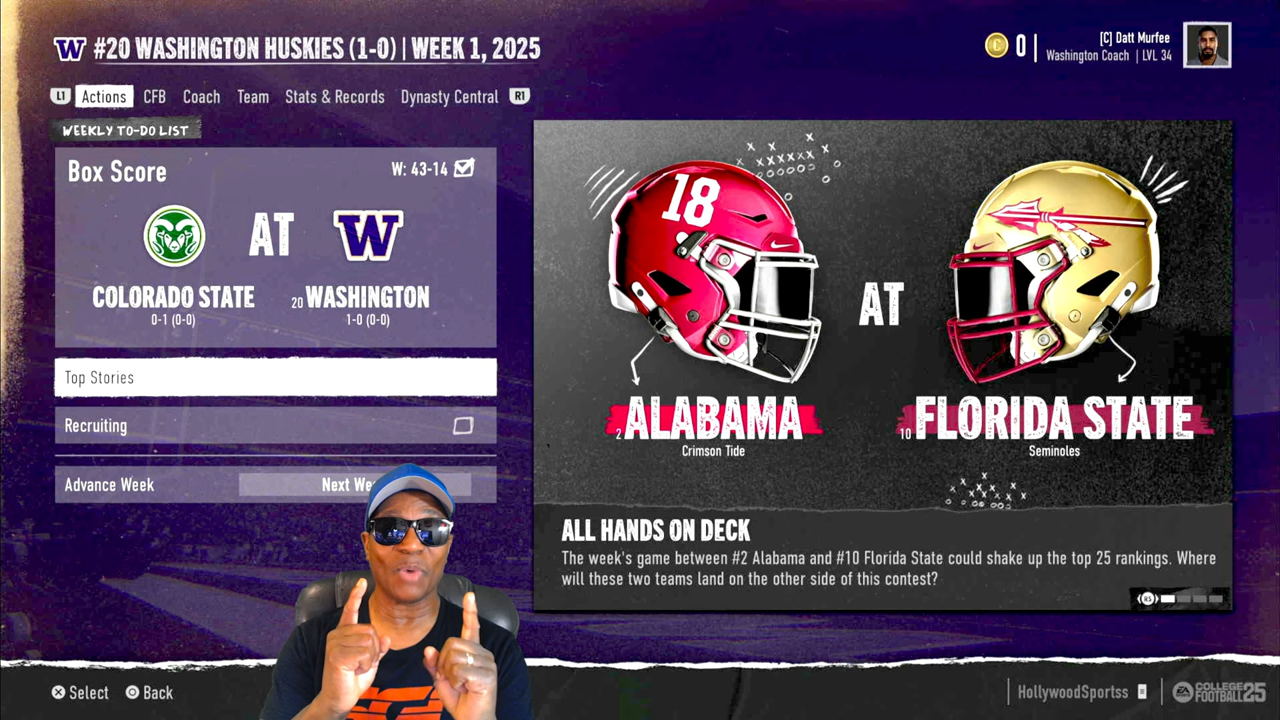 W #20 WASHINGTON HUSKIES (1-0) | WEEK 1, 2025
C 0 [C] Datt Murfee
Washington Coach | LVL 34
L1 Actions CFB Coach Team Stats & Records Dynasty Central R1
WEEKLY TO-DO LIST
Box Score W: 43-14
AT W
COLORADO STATE 20 WASHINGTON
0-1 (0-0) 1-0 (0-0)
Top Stories
Recruiting
Advance Week Next
18
AT
2 ALABAMA
Crimson Tide
10 FLORIDA STATE
Seminoles
ALL HANDS ON DECK
The week's game between #2 Alabama and #10 Florida State could shake up the top 25 rankings. Where
will these two teams land on the other side of this contest?
RS
Select Back
HollywoodSportss EA COLLEGE
FOOTBALL 25